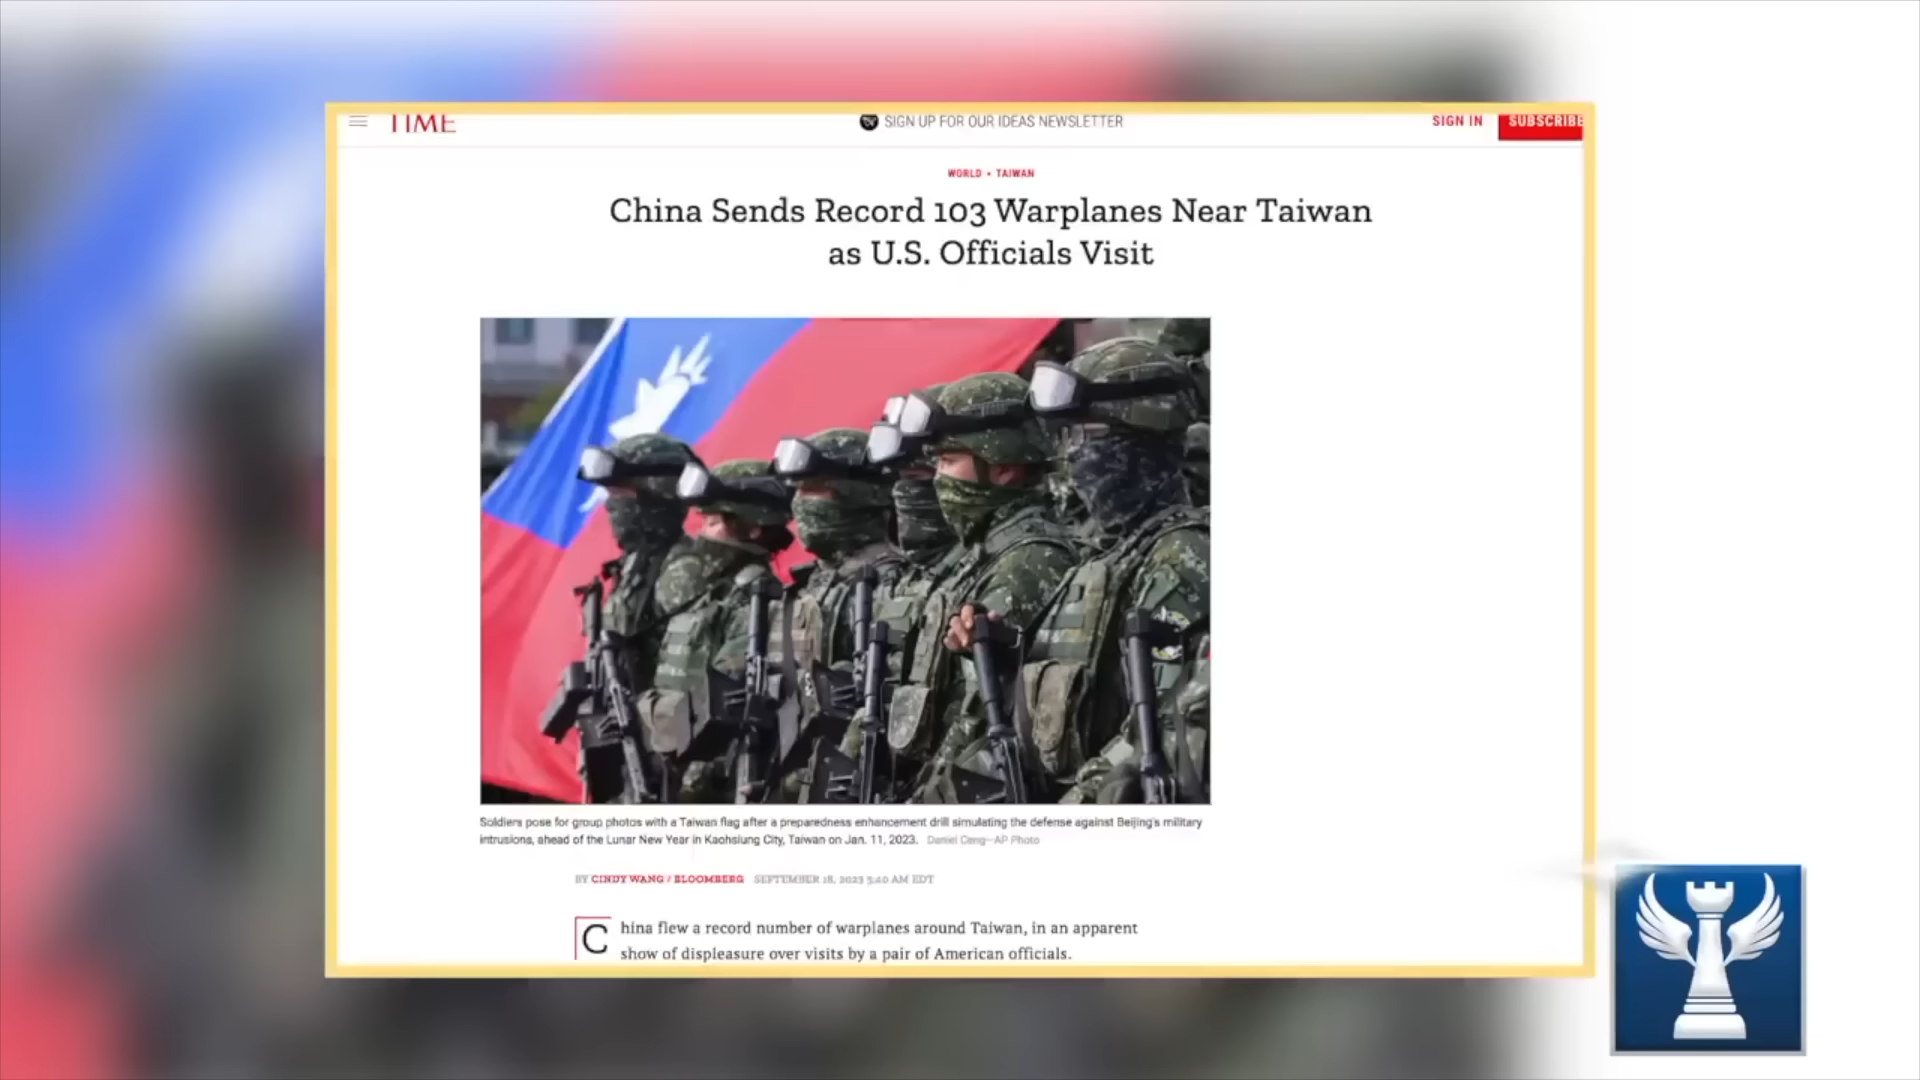 TIME
SIGN UP FOR OUR IDEAS NEWSLETTER
SIGN IN
SUBSCRIBE
WORLD • TAIWAN
China Sends Record 103 Warplanes Near Taiwan
as U.S. Officials Visit
Soldiers pose for group photos with a Taiwan flag after a preparedness enhancement drill simulating the defense against Beijing's military
intrusions, ahead of the Lunar New Year in Kaohsiung City, Taiwan on Jan. 11, 2023. Daniel Ceng—AP Photo
BY CINDY WANG / BLOOMBERG SEPTEMBER 18, 2023 5:40 AM EDT
China flew a record number of warplanes around Taiwan, in an apparent
show of displeasure over visits by a pair of American officials.